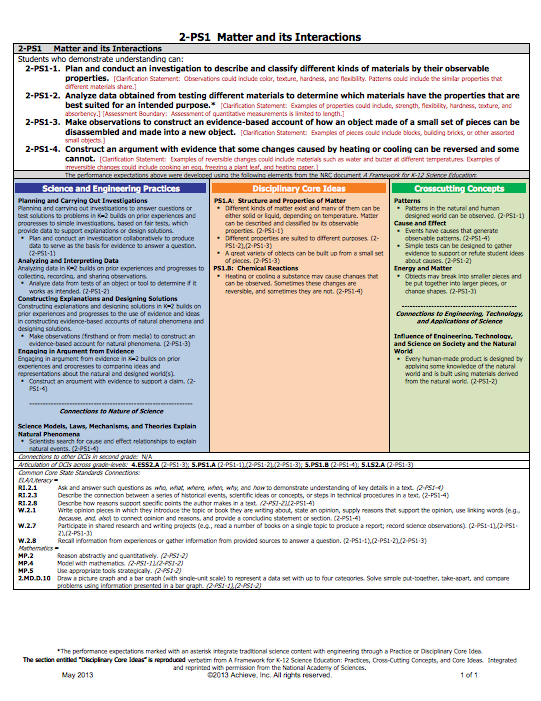 2-PS1 Matter and its Interactions
2-PS1 Matter and its Interactions
Students who demonstrate understanding can:
2-PS1-1. Plan and conduct an investigation to describe and classify different kinds of materials by their observable
properties. [Clarification Statement: Observations could include color, texture, hardness, and flexibility. Patterns could include the similar properties that
different materials share.]
2-PS1-2. Analyze data obtained from testing different materials to determine which materials have the properties that are
best suited for an intended purpose.* [Clarification Statement: Examples of properties could include, strength, flexibility, hardness, texture, and
absorbency.] [Assessment Boundary: Assessment of quantitative measurements is limited to length.]
2-PS1-3. Make observations to construct an evidence-based account of how an object made of a small set of pieces can be
disassembled and made into a new object. [Clarification Statement: Examples of pieces could include blocks, building bricks, or other assorted
small objects.]
2-PS1-4. Construct an argument with evidence that some changes caused by heating or cooling can be reversed and some
cannot. [Clarification Statement: Examples of reversible changes could include materials such as water and butter at different temperatures. Examples of
irreversible changes could include cooking an egg, freezing a plant leaf, and heating paper.]
The performance expectations above were developed using the following elements from the NRC document A Framework for K-12 Science Education:
Science and Engineering Practices
Planning and Carrying Out Investigations
Planning and carrying out investigations to answer questions or
test solutions to problems in K–2 builds on prior experiences and
progresses to simple investigations, based on fair tests, which
provide data to support explanations or design solutions.
• Plan and conduct an investigation collaboratively to produce
data to serve as the basis for evidence to answer a question.
(2-PS1-1)
Analyzing and Interpreting Data
Analyzing data in K–2 builds on prior experiences and progresses to
collecting, recording, and sharing observations.
• Analyze data from tests of an object or tool to determine if it
works as intended. (2-PS1-2)
Constructing Explanations and Designing Solutions
Constructing explanations and designing solutions in K–2 builds on
prior experiences and progresses to the use of evidence and ideas
in constructing evidence-based accounts of natural phenomena and
designing solutions.
• Make observations (firsthand or from media) to construct an
evidence-based account for natural phenomena. (2-PS1-3)
Engaging in Argument from Evidence
Engaging in argument from evidence in K–2 builds on prior
experiences and progresses to comparing ideas and
representations about the natural and designed world(s).
• Construct an argument with evidence to support a claim. (2-
PS1-4)
Connections to Nature of Science
Science Models, Laws, Mechanisms, and Theories Explain
Natural Phenomena
• Scientists search for cause and effect relationships to explain
natural events. (2-PS1-4)
Disciplinary Core Ideas
PS1.A: Structure and Properties of Matter
• Different kinds of matter exist and many of them can be
either solid or liquid, depending on temperature. Matter
can be described and classified by its observable
properties. (2-PS1-1)
• Different properties are suited to different purposes. (2-
PS1-2),(2-PS1-3)
• A great variety of objects can be built up from a small set
of pieces. (2-PS1-3)
PS1.B: Chemical Reactions
• Heating or cooling a substance may cause changes that
can be observed. Sometimes these changes are
reversible, and sometimes they are not. (2-PS1-4)
Crosscutting Concepts
Patterns
• Patterns in the natural and human
designed world can be observed. (2-PS1-1)
Cause and Effect
• Events have causes that generate
observable patterns. (2-PS1-4)
• Simple tests can be designed to gather
evidence to support or refute student ideas
about causes. (2-PS1-2)
Energy and Matter
• Objects may break into smaller pieces and
be put together into larger pieces, or
change shapes. (2-PS1-3)
Connections to Engineering, Technology,
and Applications of Science
Influence of Engineering, Technology,
and Science on Society and the Natural
World
• Every human-made product is designed by
applying some knowledge of the natural
world and is built using materials derived
from the natural world. (2-PS1-2)
Connections to other DCIs in second grade: N/A
Articulation of DCIs across grade-levels: 4.ESS2.A (2-PS1-3); 5.PS1.A (2-PS1-1),(2-PS1-2),(2-PS1-3); 5.PS1.B (2-PS1-4); 5.LS2.A (2-PS1-3)
Common Core State Standards Connections:
ELA/Literacy –
RI.2.1 Ask and answer such questions as who, what, where, when, why, and how to demonstrate understanding of key details in a text. (2-PS1-4)
RI.2.3 Describe the connection between a series of historical events, scientific ideas or concepts, or steps in technical procedures in a text. (2-PS1-4)
RI.2.8 Describe how reasons support specific points the author makes in a text. (2-PS1-2),(2-PS1-4)
W.2.1 Write opinion pieces in which they introduce the topic or book they are writing about, state an opinion, supply reasons that support the opinion, use linking words (e.g.,
because, and, also) to connect opinion and reasons, and provide a concluding statement or section. (2-PS1-4)
W.2.7 Participate in shared research and writing projects (e.g., read a number of books on a single topic to produce a report; record science observations). (2-PS1-1),(2-PS1-
2),(2-PS1-3)
W.2.8 Recall information from experiences or gather information from provided sources to answer a question. (2-PS1-1),(2-PS1-2),(2-PS1-3)
Mathematics –
MP.2 Reason abstractly and quantitatively. (2-PS1-2)
MP.4 Model with mathematics. (2-PS1-1),(2-PS1-2)
MP.5 Use appropriate tools strategically. (2-PS1-2)
2.MD.D.10 Draw a picture graph and a bar graph (with single-unit scale) to represent a data set with up to four categories. Solve simple put-together, take-apart, and compare
problems using information presented in a bar graph. (2-PS1-1),(2-PS1-2)
*The performance expectations marked with an asterisk integrate traditional science content with engineering through a Practice or Disciplinary Core Idea.
The section entitled "Disciplinary Core Ideas" is reproduced verbatim from A Framework for K-12 Science Education: Practices, Cross-Cutting Concepts, and Core Ideas. Integrated
and reprinted with permission from the National Academy of Sciences.
May 2013 ©2013 Achieve, Inc. All rights reserved. 1 of 1